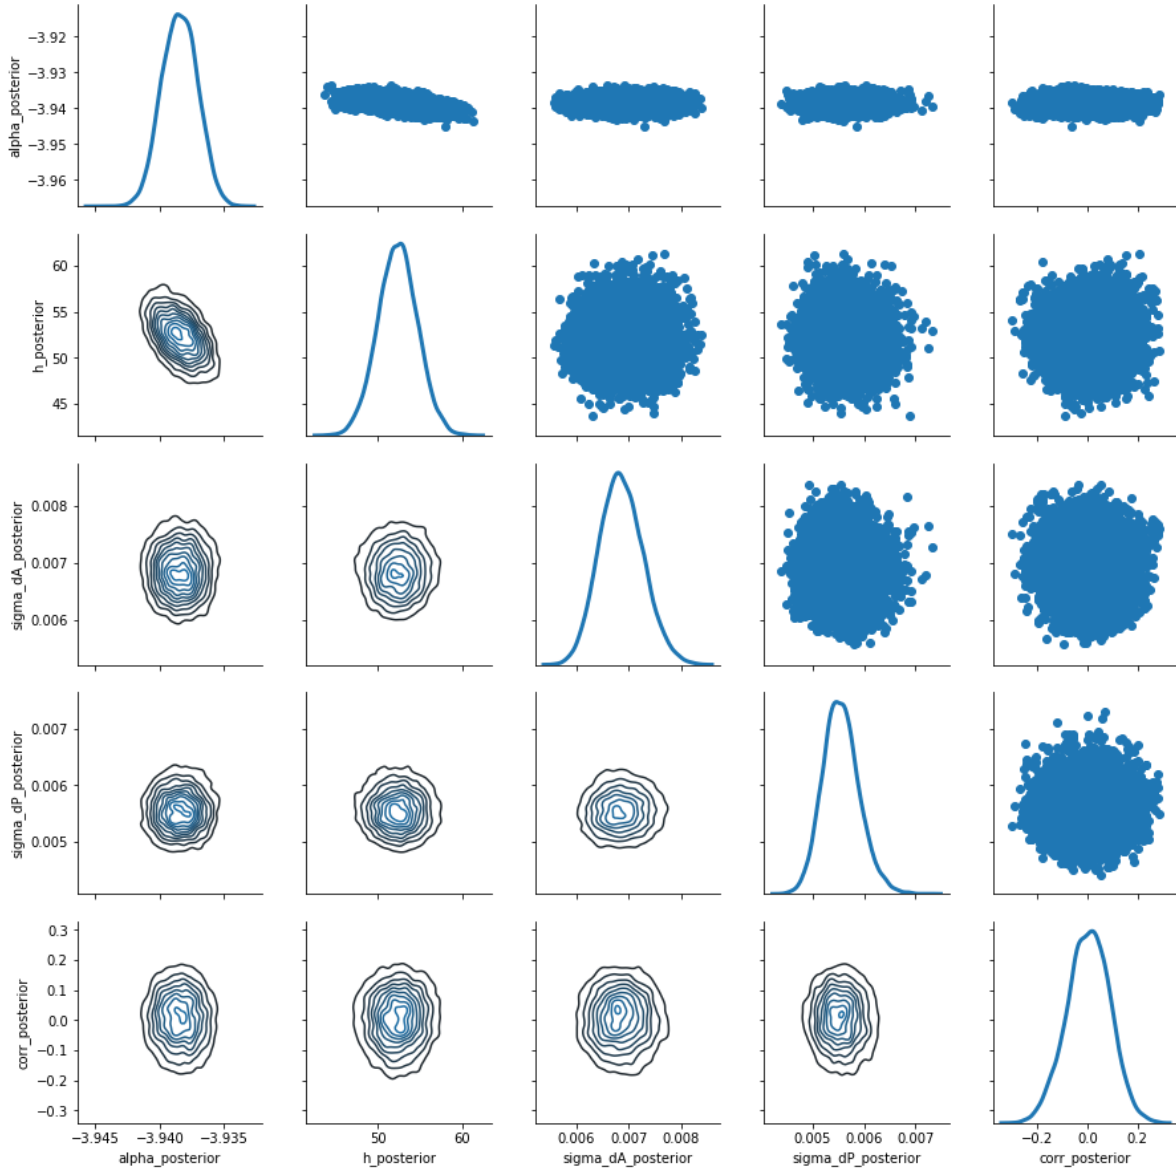 −3.92
−3.93
−3.94
−3.95
−3.96
alpha_posterior
60
55
50
45
h_posterior
0.008
0.007
0.006
sigma_dA_posterior
0.007
0.006
0.005
sigma_dP_posterior
0.3
0.2
0.1
0.0
−0.1
−0.2
−0.3
corr_posterior
−3.945 −3.940 −3.935
alpha_posterior
50 60
h_posterior
0.006 0.007 0.008
sigma_dA_posterior
0.005 0.006 0.007
sigma_dP_posterior
−0.2 0.0 0.2
corr_posterior